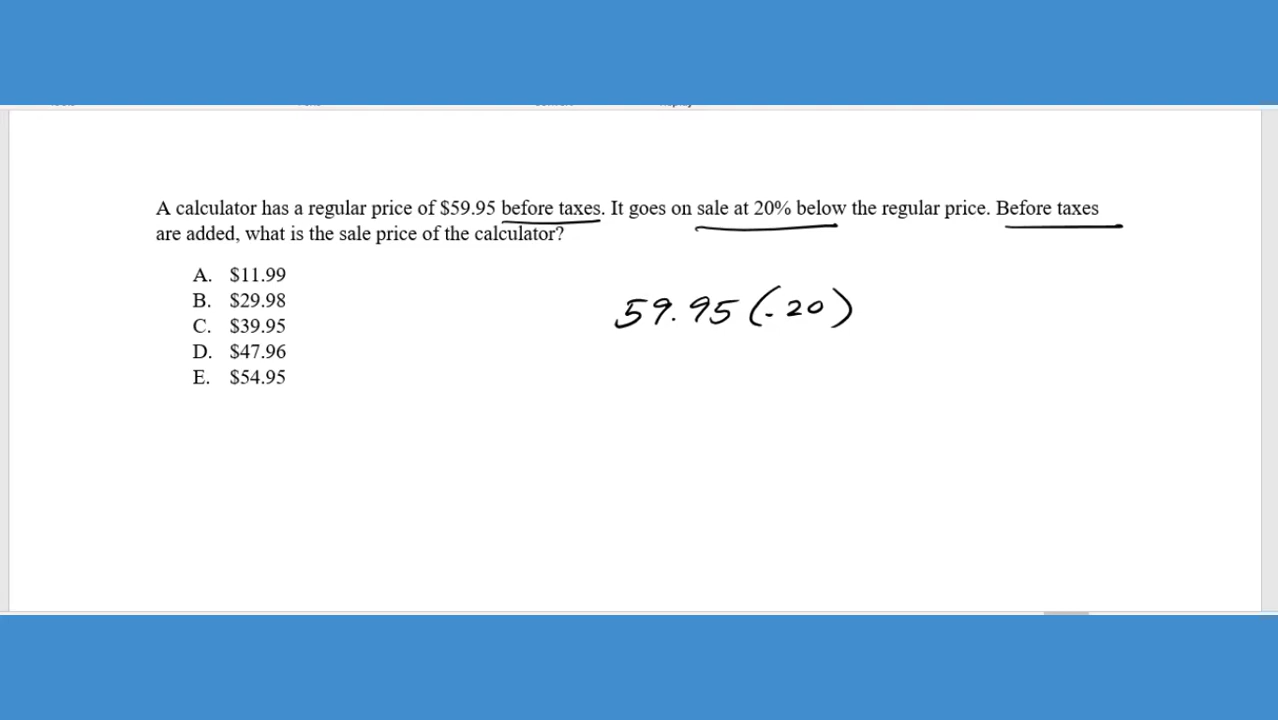 A calculator has a regular price of $59.95 before taxes. It goes on sale at 20% below the regular price. Before taxes
are added, what is the sale price of the calculator?
A. $11.99
B. $29.98
C. $39.95
D. $47.96
E. $54.95
59.95 (.20)